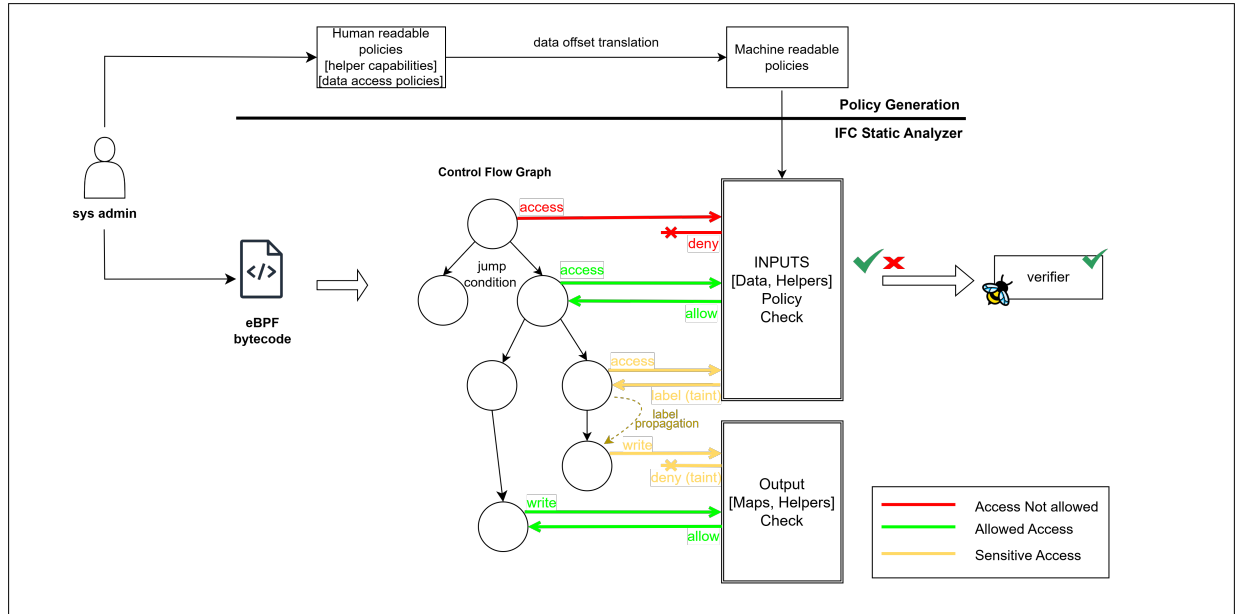 Human readable
policies
[helper capabilities]
[data access policies]
data offset translation
Machine readable
policies
Policy Generation
IFC Static Analyzer
sys admin
Control Flow Graph
access
deny
jump
condition
access
allow
INPUTS
[Data, Helpers]
Policy
Check
verifier
</>
eBPF
bytecode
access
label (taint)
label
propagation
write
deny (taint)
Output
[Maps, Helpers]
Check
write
allow
Access Not allowed
Allowed Access
Sensitive Access